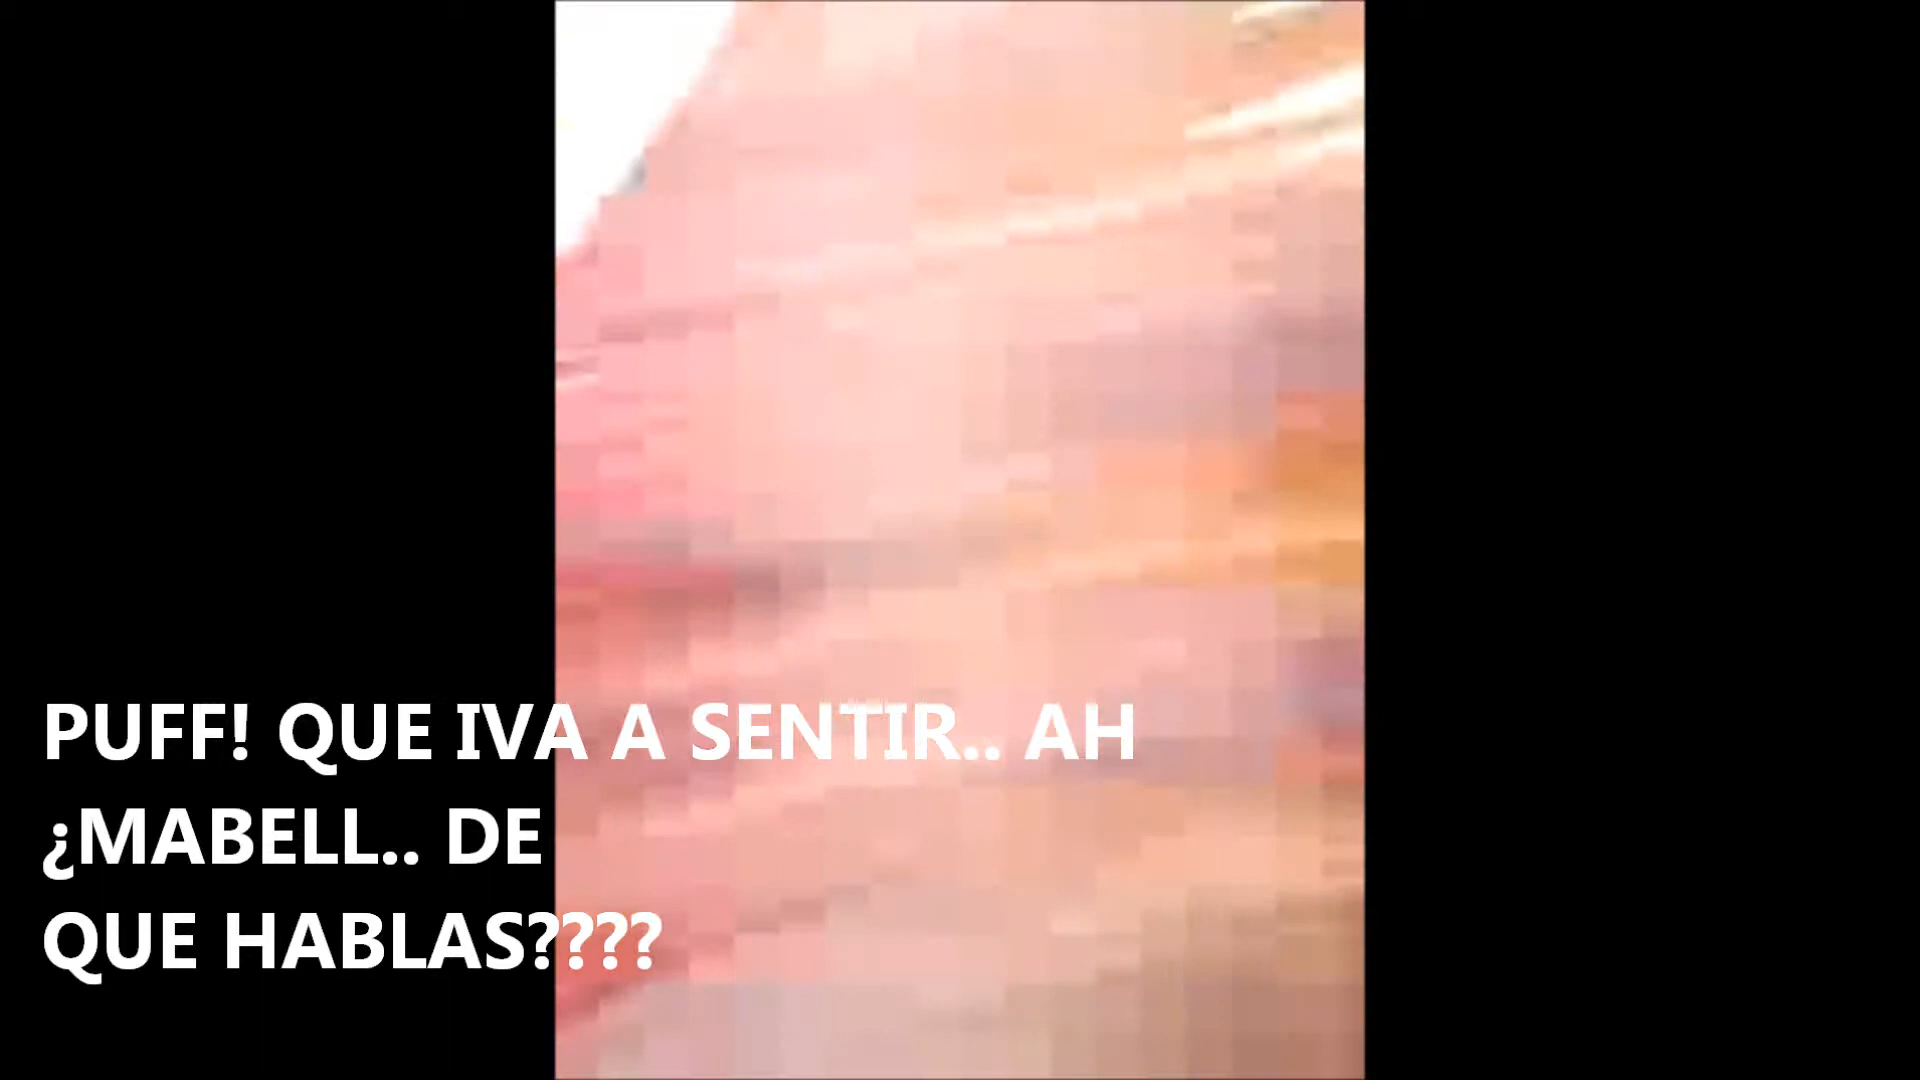 PUFF! QUE IVA A SENTIR.. AH
¿MABELL.. DE
QUE HABLAS????